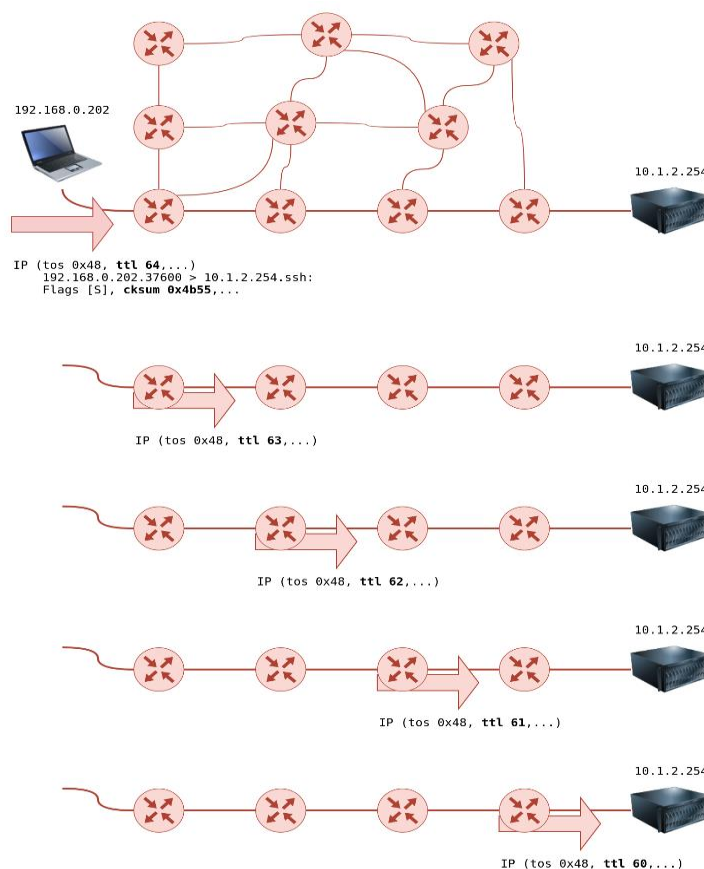 192.168.0.202
10.1.2.254
IP (tos 0x48, ttl 64,...)
192.168.0.202.37600 > 10.1.2.254.ssh:
Flags [S], cksum 0x4b55,...
10.1.2.254
IP (tos 0x48, ttl 63,...)
10.1.2.254
IP (tos 0x48, ttl 62,...)
10.1.2.254
IP (tos 0x48, ttl 61,...)
10.1.2.254
IP (tos 0x48, ttl 60,...)